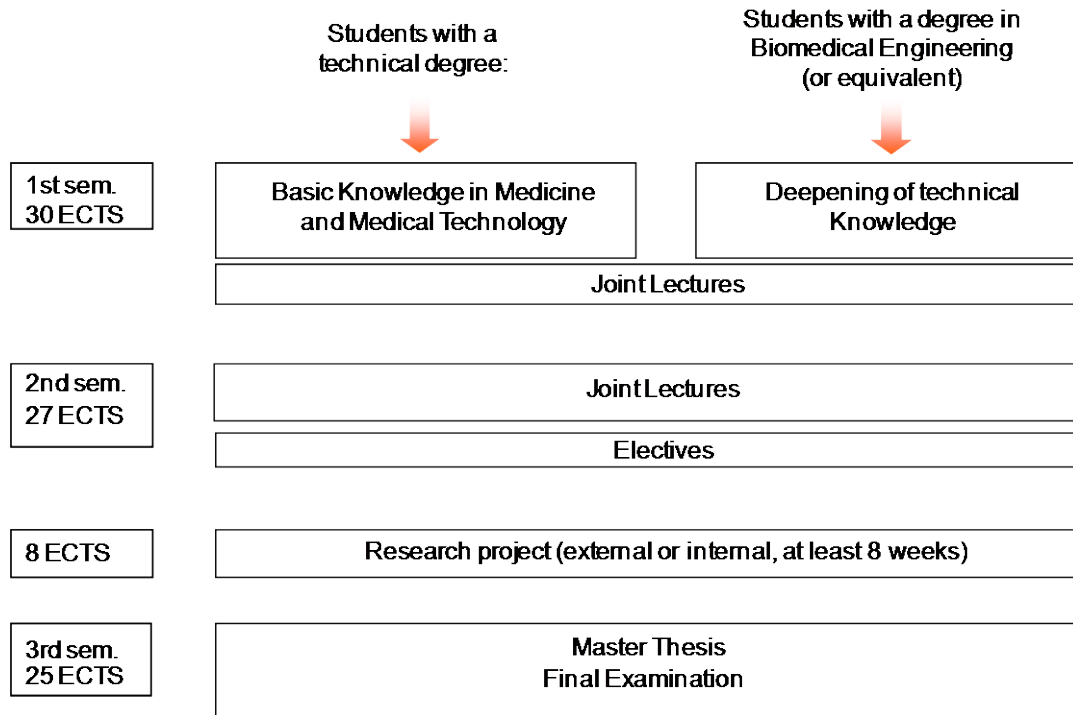 Students with a
technical degree:
Students with a degree in
Biomedical Engineering
(or equivalent)
1st sem.
30 ECTS
Basic Knowledge in Medicine
and Medical Technology
Deepening of technical
Knowledge
Joint Lectures
2nd sem.
27 ECTS
Joint Lectures
Electives
8 ECTS
Research project (external or internal, at least 8 weeks)
3rd sem.
25 ECTS
Master Thesis
Final Examination